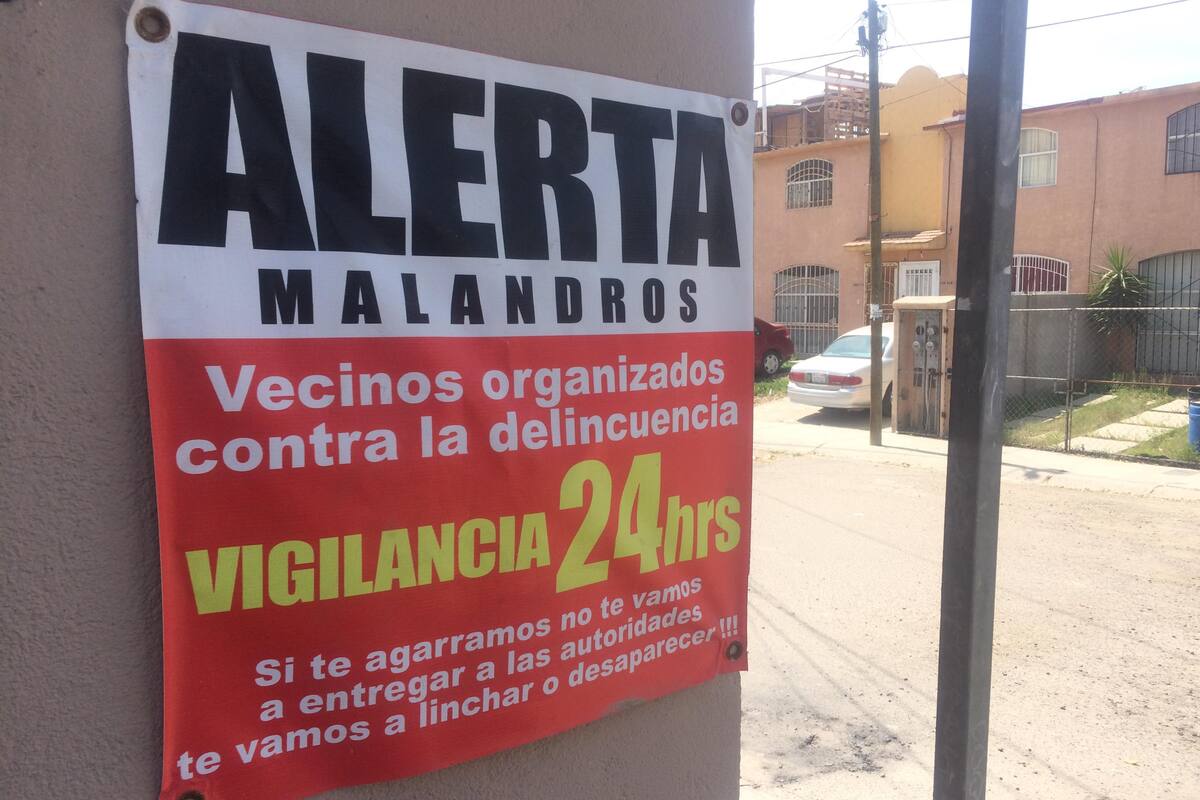 ALERTA
MALANDROS
Vecinos organizados
contra la delincuencia
VIGILANCIA 24hrs
Si te agarramos no te vamos
a entregar a las autoridades
te vamos a linchar o desaparecer !!!